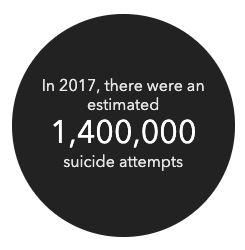 In 2017, there were an
estimated
1,400,000
suicide attempts